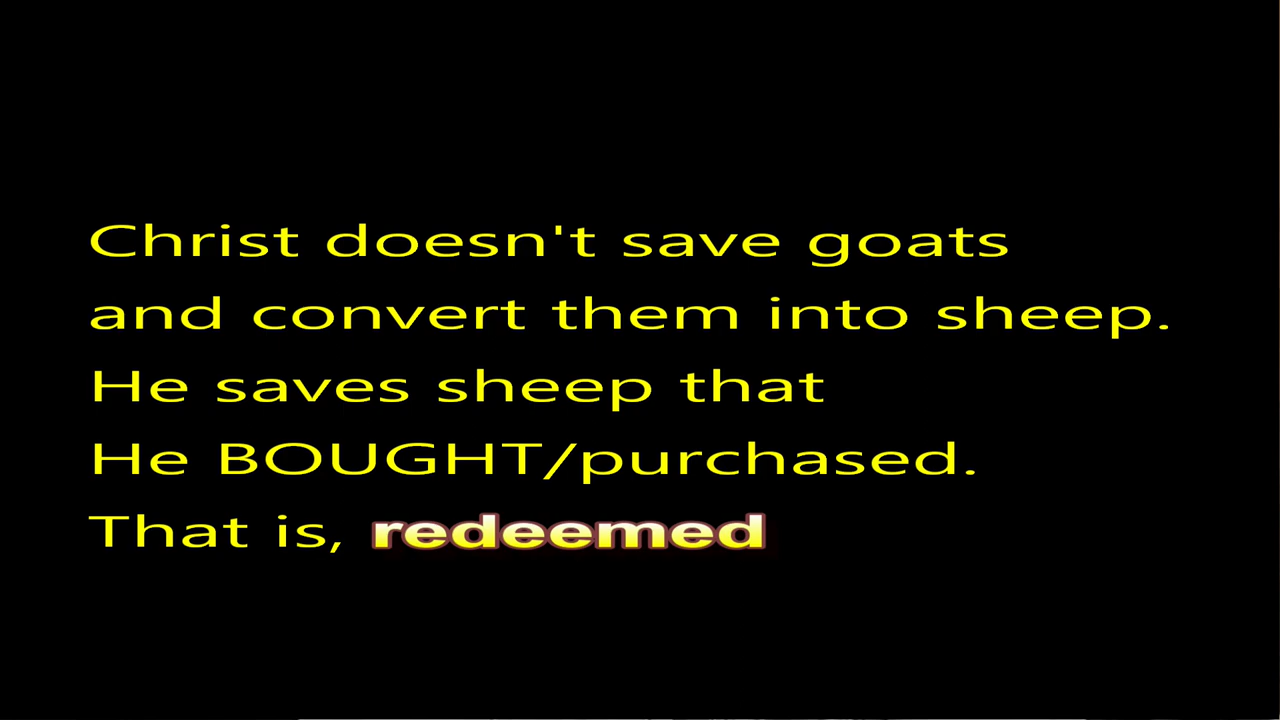 Christ doesn't save goats
and convert them into sheep.
He saves sheep that
He BOUGHT/purchased.
That is, redeemed